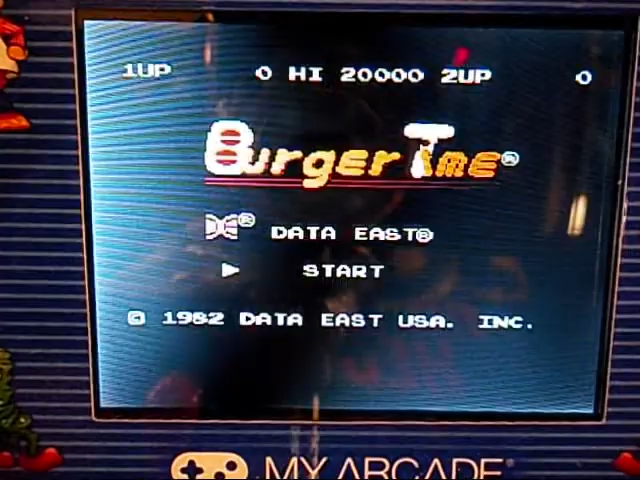 1UP 0 HI 20000 2UP 0
BurgerTime®
® DATA EAST®
START
© 1982 DATA EAST USA. INC.
MY ARCADE®